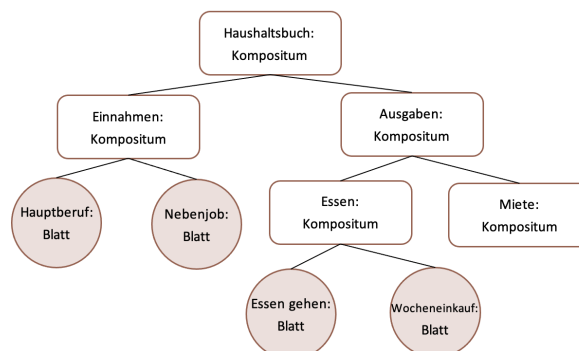 Haushaltsbuch:
Kompositum
Einnahmen:
Kompositum
Ausgaben:
Kompositum
Hauptberuf:
Blatt
Nebenjob:
Blatt
Essen:
Kompositum
Miete:
Kompositum
Essen gehen:
Blatt
Wocheneinkauf:
Blatt